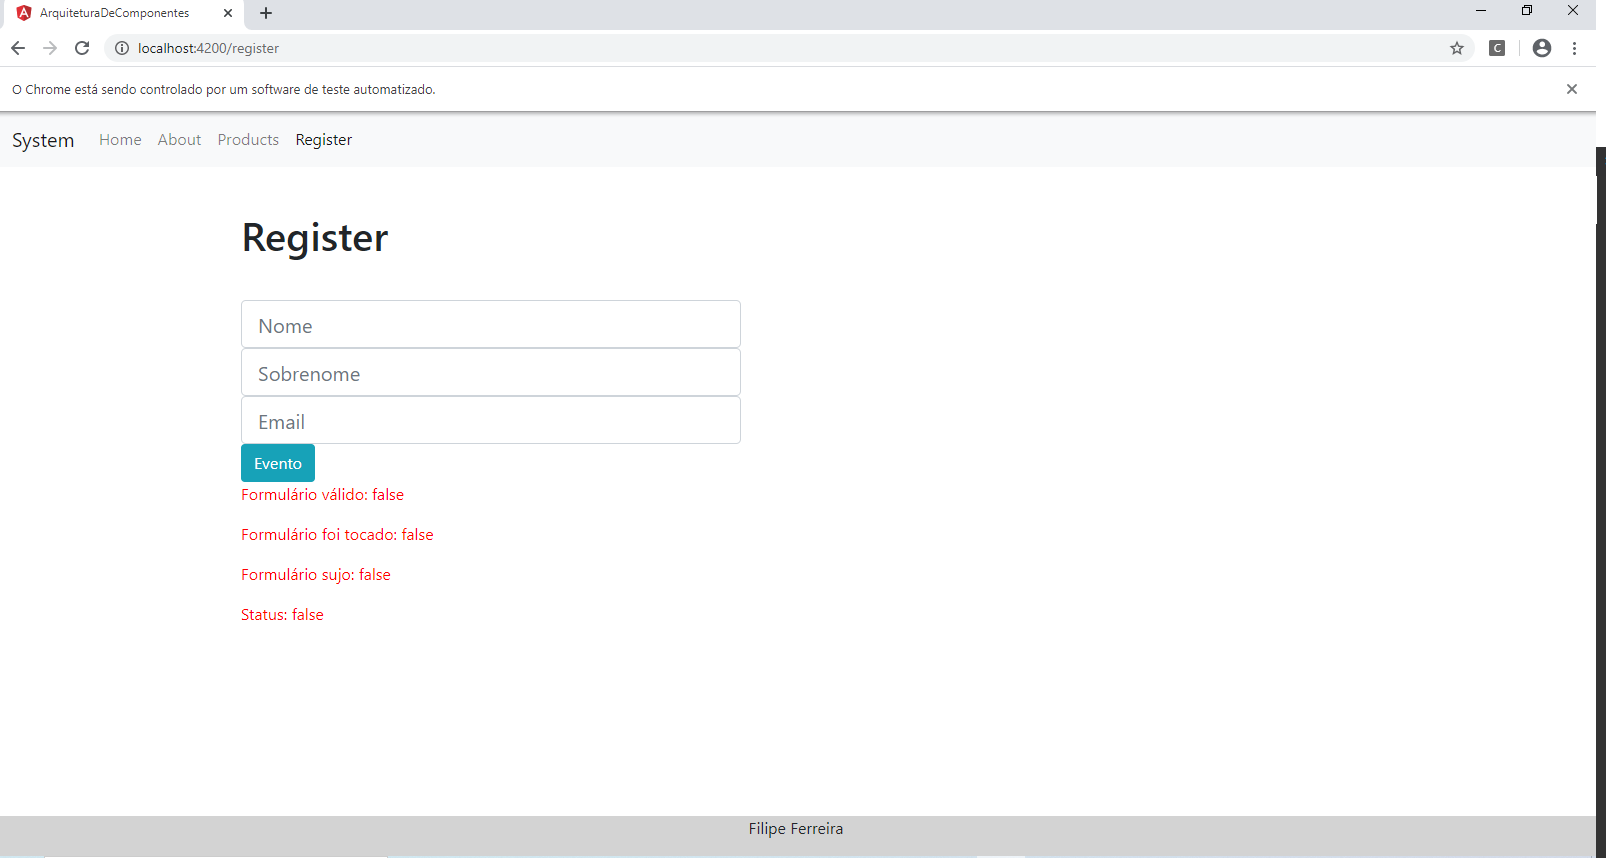 ArquiteturaDeComponentes
localhost:4200/register
C
O Chrome está sendo controlado por um software de teste automatizado.
System Home About Products Register
Register
Nome
Sobrenome
Email
Evento
Formulário válido: false
Formulário foi tocado: false
Formulário sujo: false
Status: false
Filipe Ferreira